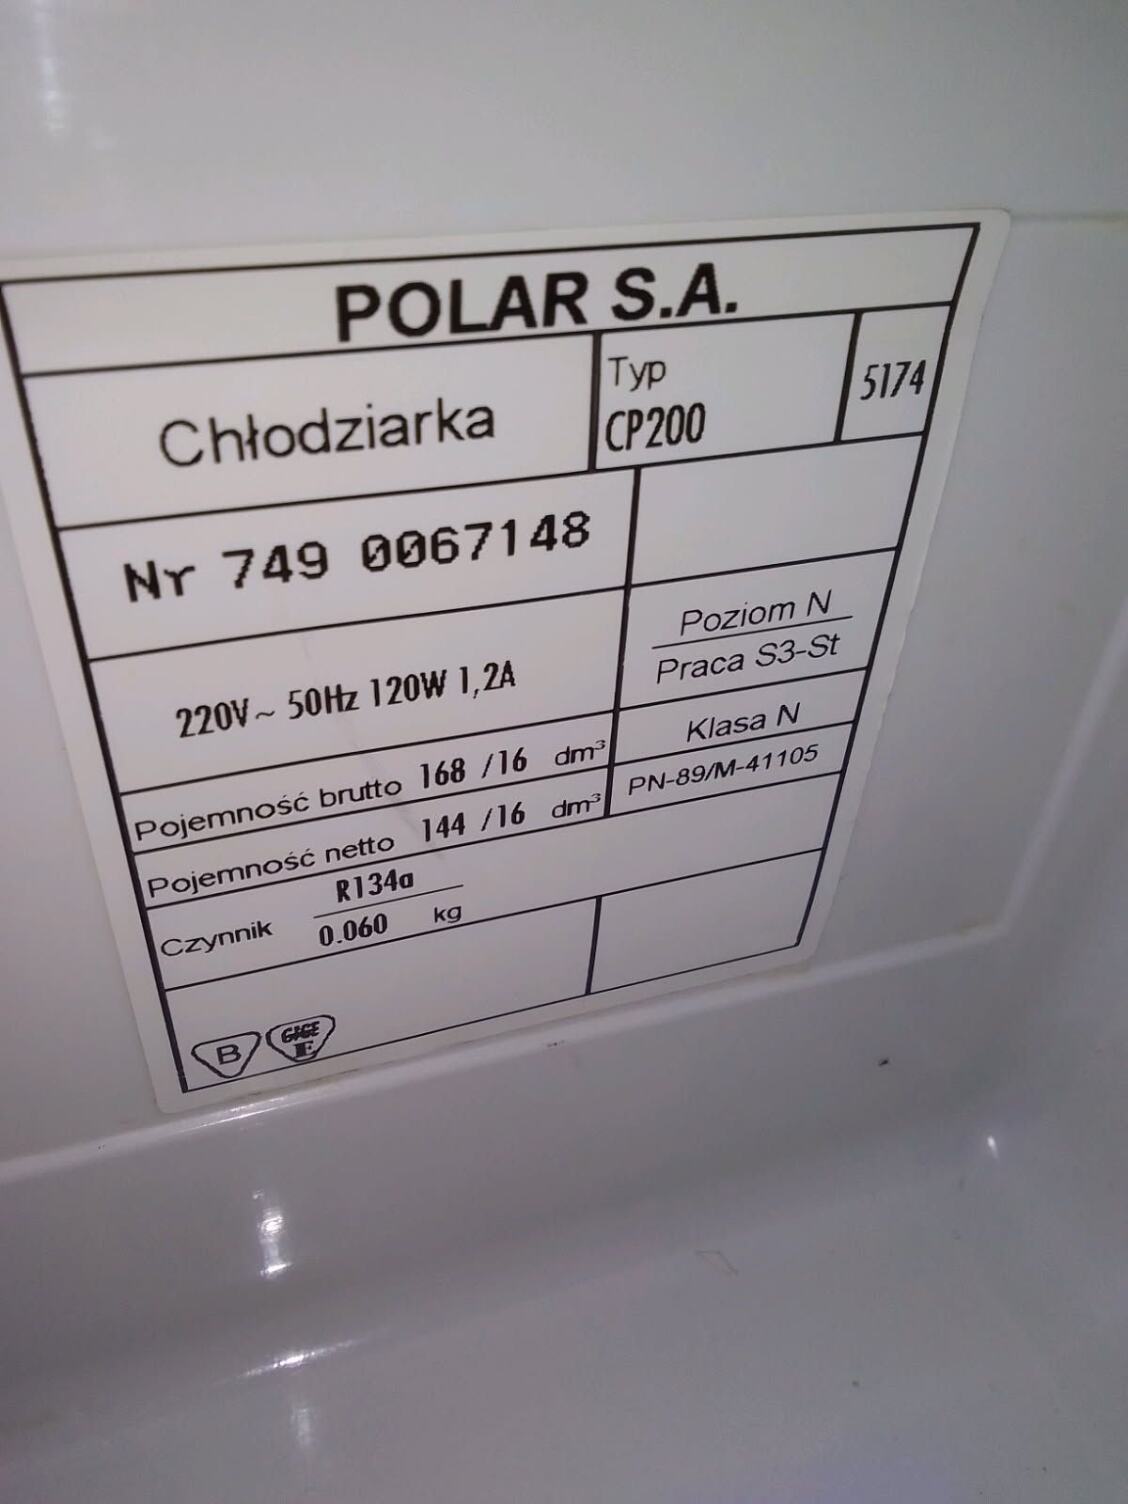 POLAR S.A.
Chłodziarka
Typ
CP200
5174
Nr 749 0067148
220V~ 50Hz 120W 1,2A
Poziom N
Praca S3-St
Klasa N
PN-89/M-41105
Pojemność brutto 168 /16 dm³
Pojemność netto 144 /16 dm³
Czynnik R134a
0.060 kg
B
E